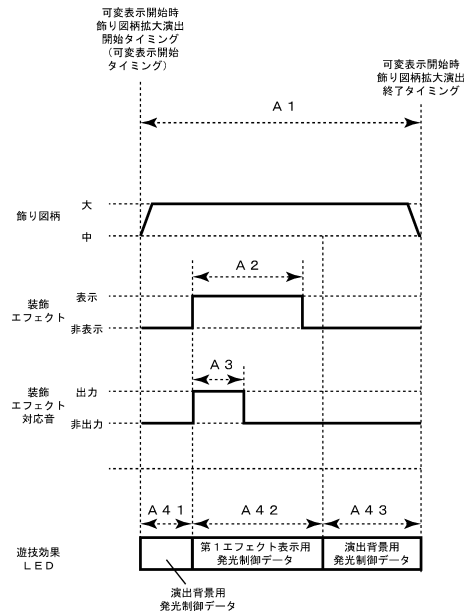 可変表示開始時
飾り図柄拡大演出
開始タイミング
（可変表示開始
タイミング）
可変表示開始時
飾り図柄拡大演出
終了タイミング
Ａ１
飾り図柄
大
中
Ａ２
装飾
エフェクト
表示
非表示
Ａ３
装飾
エフェクト
対応音
出力
非出力
Ａ４１
Ａ４２
Ａ４３
遊技効果
ＬＥＤ
第１エフェクト表示用
発光制御データ
演出背景用
発光制御データ
演出背景用
発光制御データ